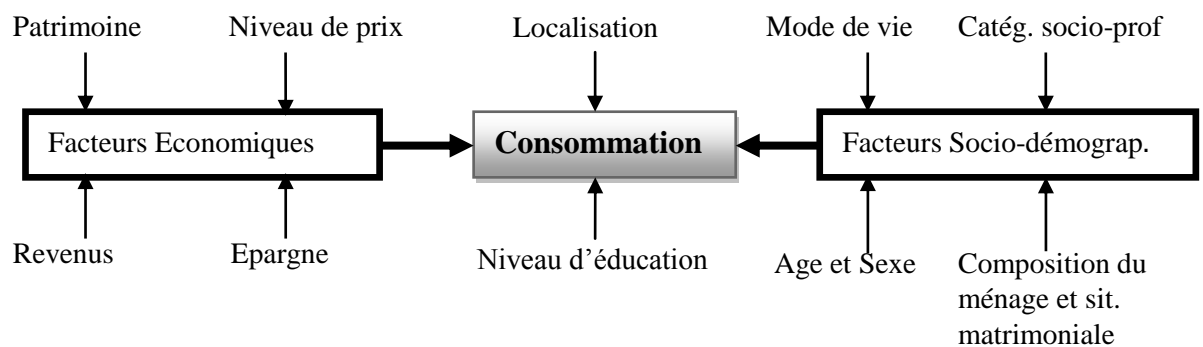 Patrimoine
Niveau de prix
Localisation
Mode de vie
Catég. socio-prof
Facteurs Economiques
Consommation
Facteurs Socio-démograp.
Revenus
Epargne
Niveau d’éducation
Age et Sexe
Composition du
ménage et sit.
matrimoniale